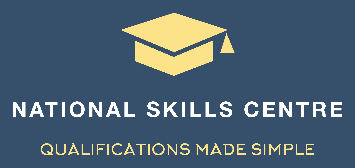 NATIONAL SKILLS CENTRE
QUALIFICATIONS MADE SIMPLE